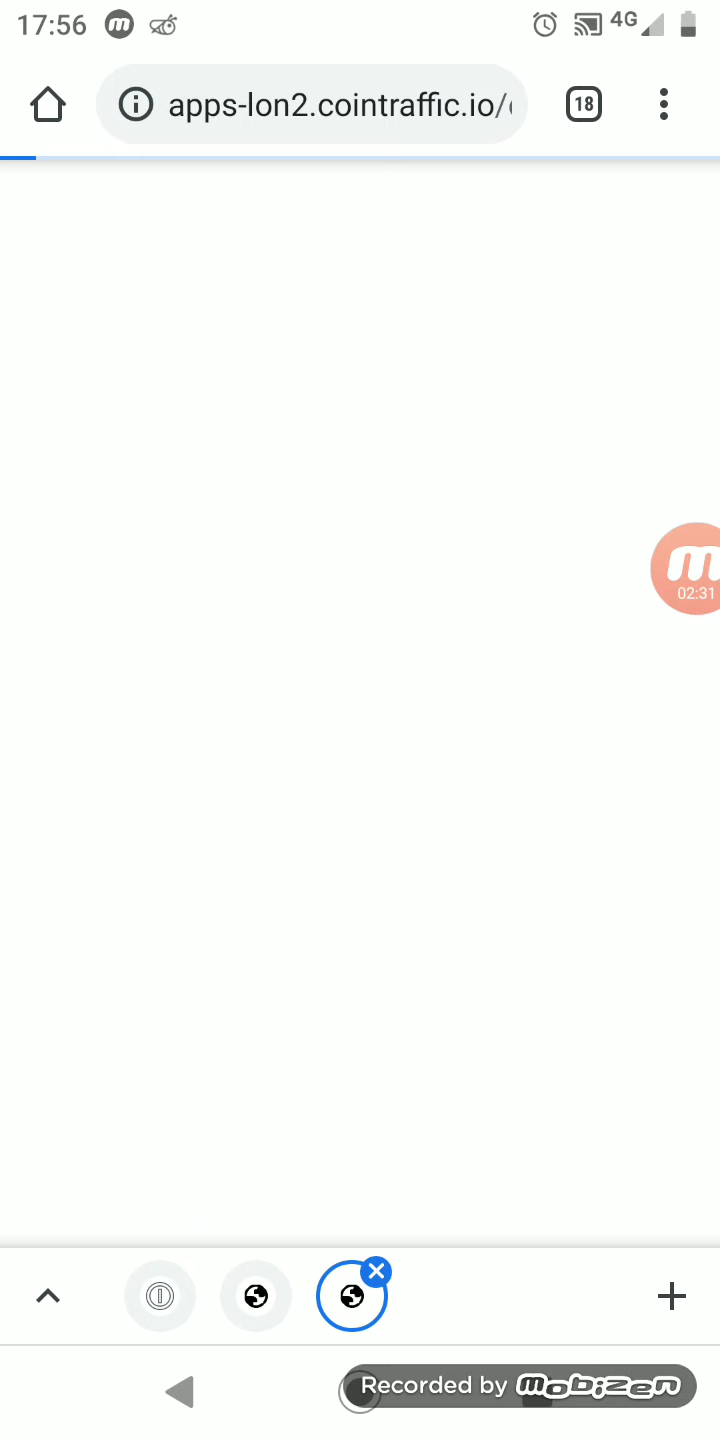 17:56 m 4G
apps-lon2.cointraffic.io/
18
m
02:31
Recorded by mobizen